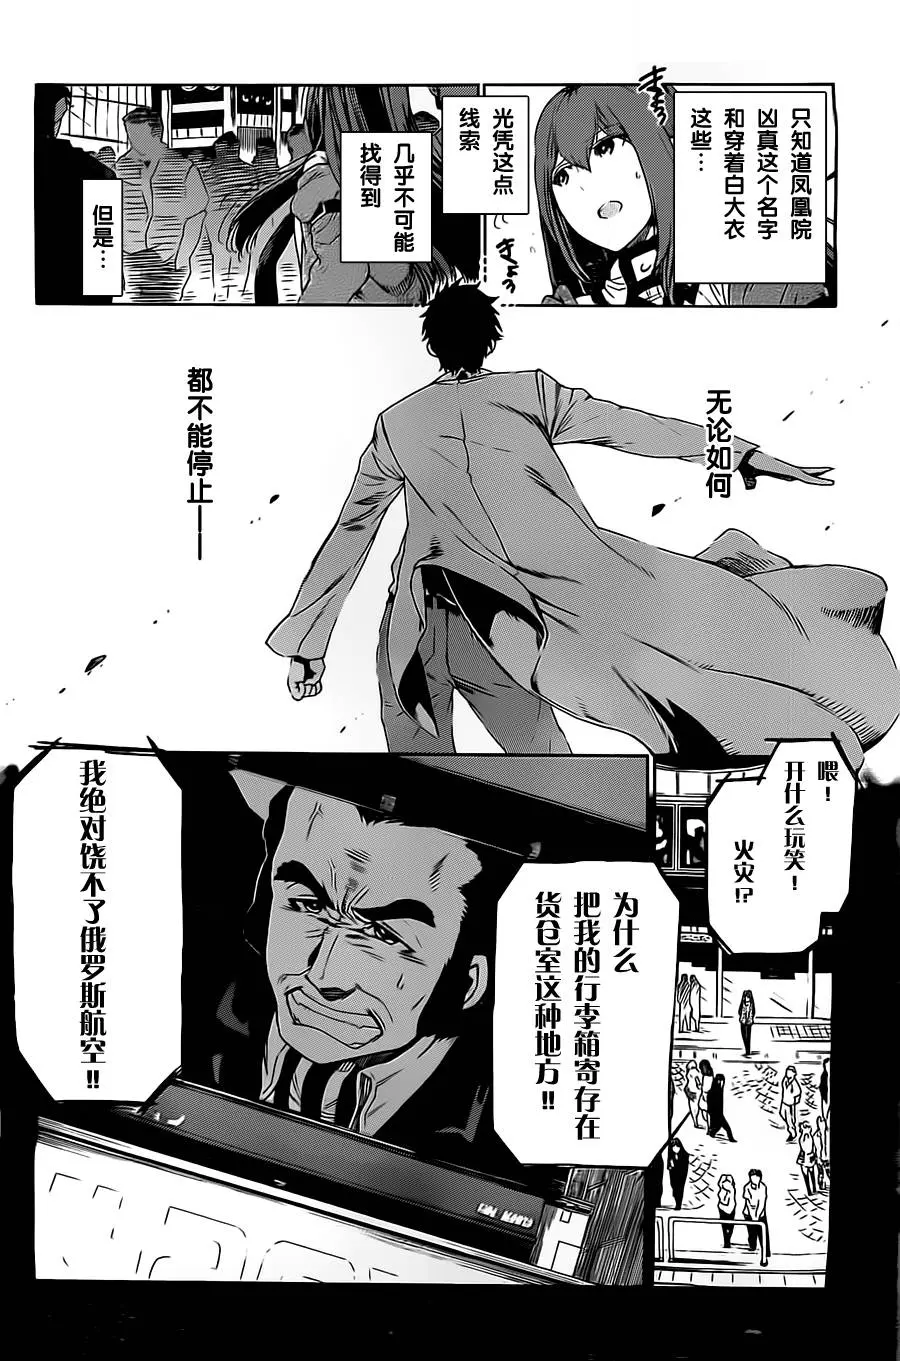 只知道凤凰院
凶真这个名字
和穿着白大衣
这些…
光凭这点
线索
几乎不可能
找得到
但是…
无论如何
都不能停止——
喂！
开什么玩笑！
火灾!?
为什么
把我的行李箱寄存在
货仓室这种地方!!
我绝对饶不了俄罗斯航空!!